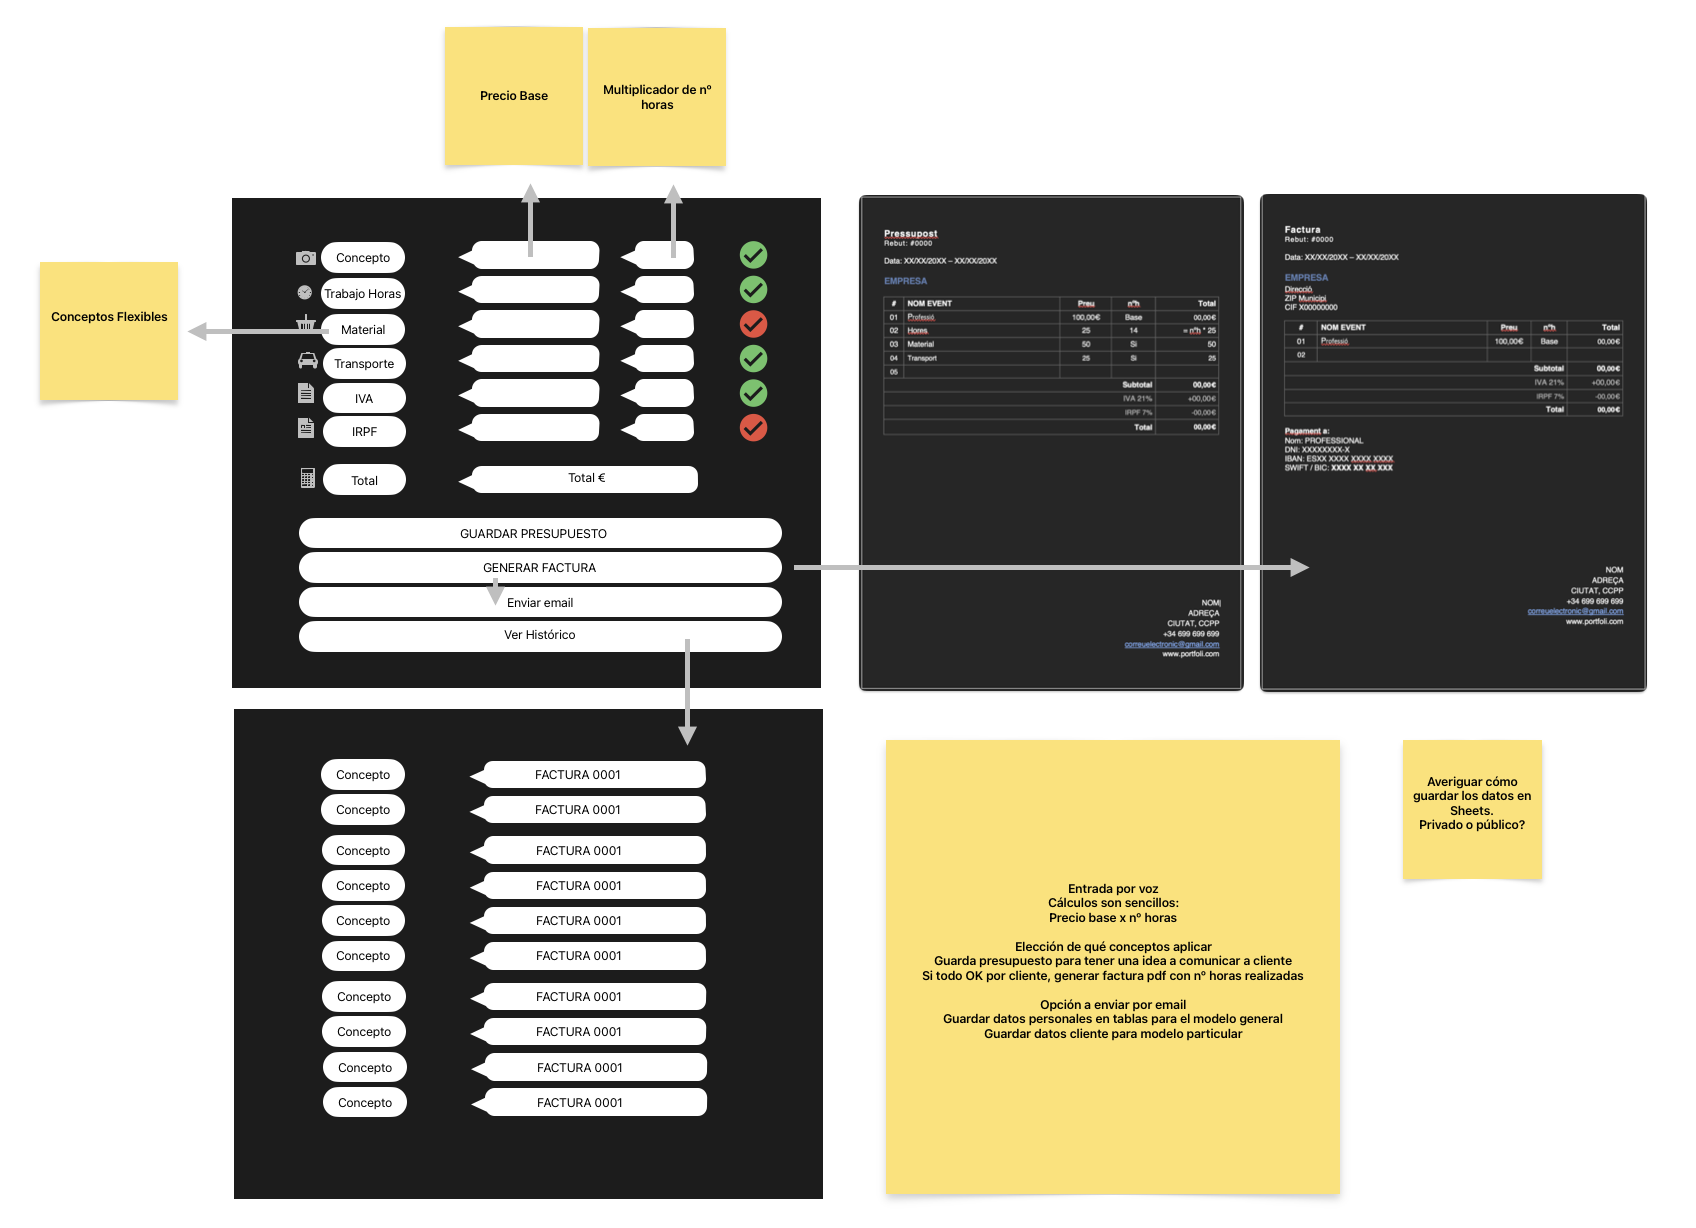 Precio Base
Multiplicador de nº
horas
Conceptos Flexibles
Concepto
Trabajo Horas
Material
Transporte
IVA
IRPF
Total
Total €
GUARDAR PRESUPUESTO
GENERAR FACTURA
Enviar email
Ver Histórico
Pressupost
Rebut: #0000
Data: XX/XX/20XX – XX/XX/20XX
EMPRESA
# NOM EVENT Preu nºh Total
01 Professió 100,00€ Base 00,00€
02 Hores 25 14 = nºh * 25
03 Material 50 Si 50
04 Transport 25 Si 25
05
Subtotal 00,00€
IVA 21% +00,00€
IRPF 7% -00,00€
Total 00,00€
NOM
ADREÇA
CIUTAT, CCPP
+34 699 699 699
correuelectronic@gmail.com
www.portfoli.com
Factura
Rebut: #0000
Data: XX/XX/20XX – XX/XX/20XX
EMPRESA
Direcció
ZIP Municipi
CIF X00000000
# NOM EVENT Preu nºh Total
01 Professió 100,00€ Base 00,00€
02
Subtotal 00,00€
IVA 21% +00,00€
IRPF 7% -00,00€
Total 00,00€
Pagament a:
Nom: PROFESSIONAL
DNI: XXXXXXXX-X
IBAN: ESXX XXXX XXXX XXXX
SWIFT / BIC: XXXX XX XX XXX
NOM
ADREÇA
CIUTAT, CCPP
+34 699 699 699
correuelectronic@gmail.com
www.portfoli.com
Concepto FACTURA 0001
Concepto FACTURA 0001
Concepto FACTURA 0001
Concepto FACTURA 0001
Concepto FACTURA 0001
Concepto FACTURA 0001
Concepto FACTURA 0001
Concepto FACTURA 0001
Concepto FACTURA 0001
Concepto FACTURA 0001
Entrada por voz
Cálculos son sencillos:
Precio base x nº horas
Elección de qué conceptos aplicar
Guarda presupuesto para tener una idea a comunicar a cliente
Si todo OK por cliente, generar factura pdf con nº horas realizadas
Opción a enviar por email
Guardar datos personales en tablas para el modelo general
Guardar datos cliente para modelo particular
Averiguar cómo
guardar los datos en
Sheets.
Privado o público?